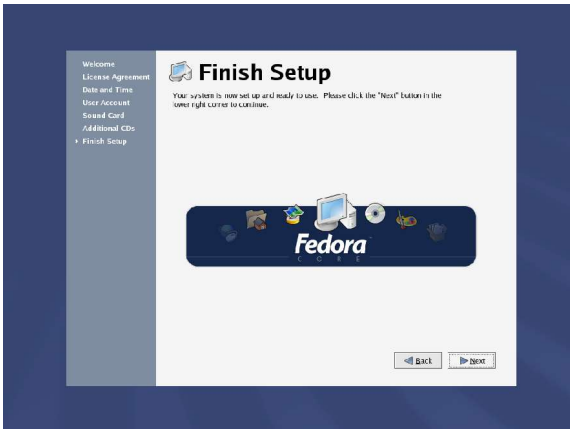 Welcome
License Agreement
Date and Time
User Account
Sound Card
Additional CDs
Finish Setup
Finish Setup
Your system is now set up and ready to use. Please click the "Next" button in the
lower right corner to continue.
Fedora
CORE
Back
Next